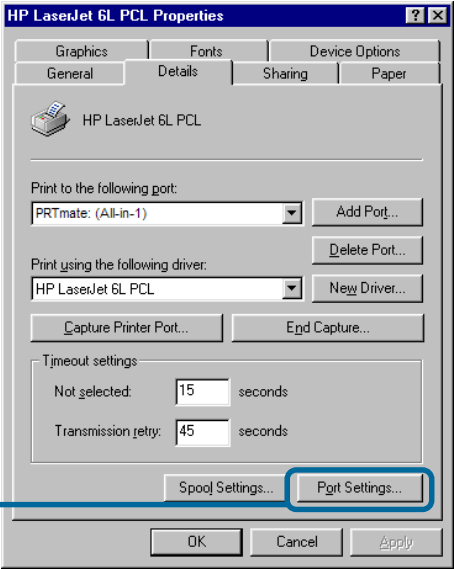 HP LaserJet 6L PCL Properties
Graphics Fonts Device Options
General Details Sharing Paper
HP LaserJet 6L PCL
Print to the following port:
PRTmate: (All-in-1) Add Port...
Delete Port...
Print using the following driver:
HP LaserJet 6L PCL New Driver...
Capture Printer Port... End Capture...
Timeout settings
Not selected: 15 seconds
Transmission retry: 45 seconds
Spool Settings... Port Settings...
OK Cancel Apply